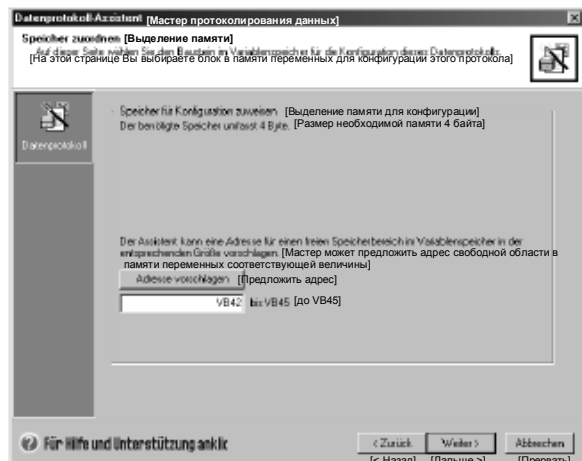 Datenprotokoll-Assistent [Мастер протоколирования данных]
Speicher zuordnen [Выделение памяти]
Auf dieser Seite wählen Sie den Baustein im Variablenspeicher für die Konfiguration dieses Datenprotokolls.
[На этой странице Вы выбираете блок в памяти переменных для конфигурации этого протокола]
Datenprotokoll
Speicher für Konfiguration zuweisen [Выделение памяти для конфигурации]
Der benötigte Speicher umfasst 4 Byte. [Размер необходимой памяти 4 байта]
Der Assistent kann eine Adresse für einen freien Speicherbereich im Variablenspeicher in der
entsprechenden Größe vorschlagen. [Мастер может предложить адрес свободной области в
памяти переменных соответствующей величины]
Adresse vorschlagen [Предложить адрес]
VB42 bis VB45 [до VB45]
Für Hilfe und Unterstützung anklic
< Zurück Weiter > Abbrechen
[< Назад] [Дальше >] [Прервать]